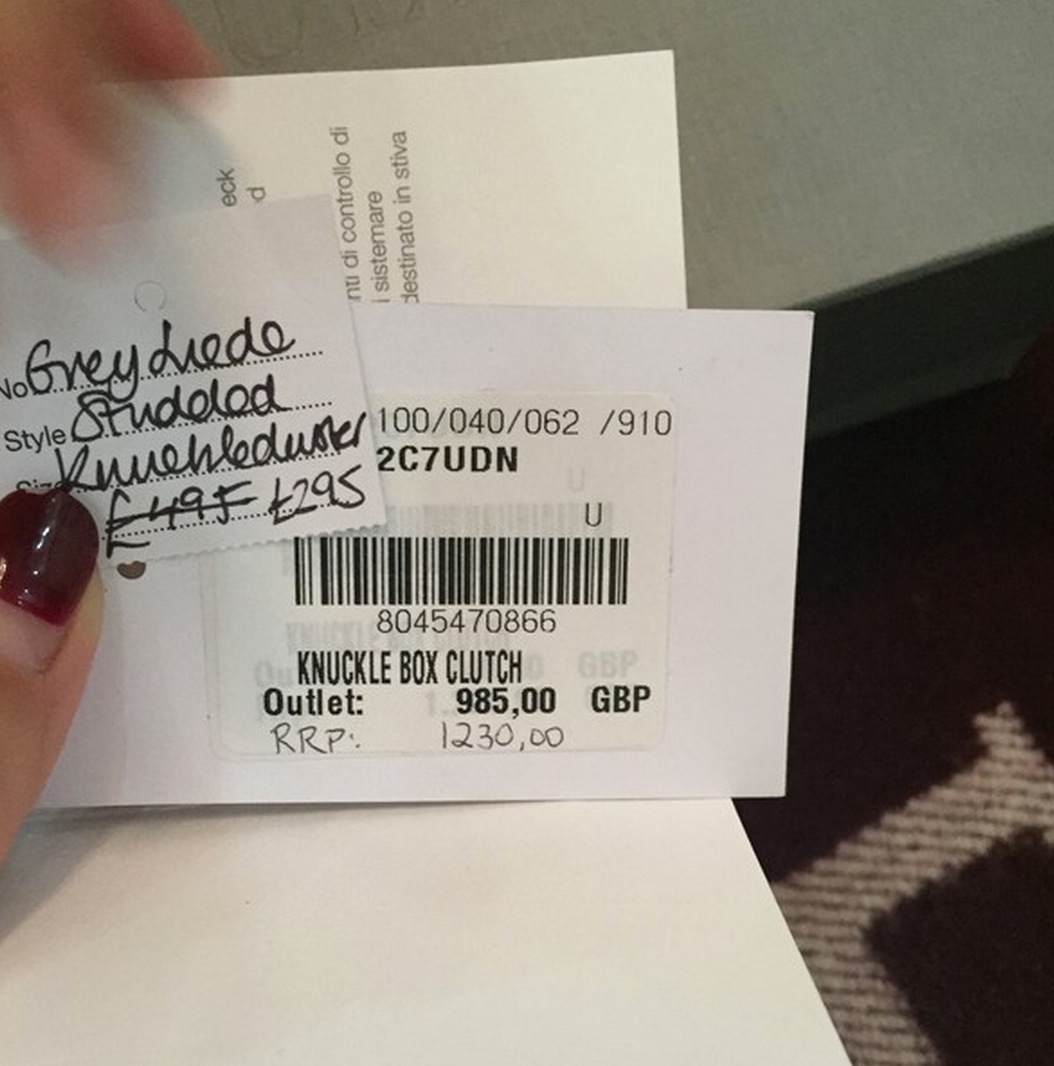 eck
d
nti di controllo di
i sistemare
destinato in stiva
No Grey Suede
Style Studded
Knuckleduster
£495 £295
100/040/062 /910
2C7UDN
U
8045470866
KNUCKLE BOX CLUTCH
Outlet: 985,00 GBP
RRP: 1230,00